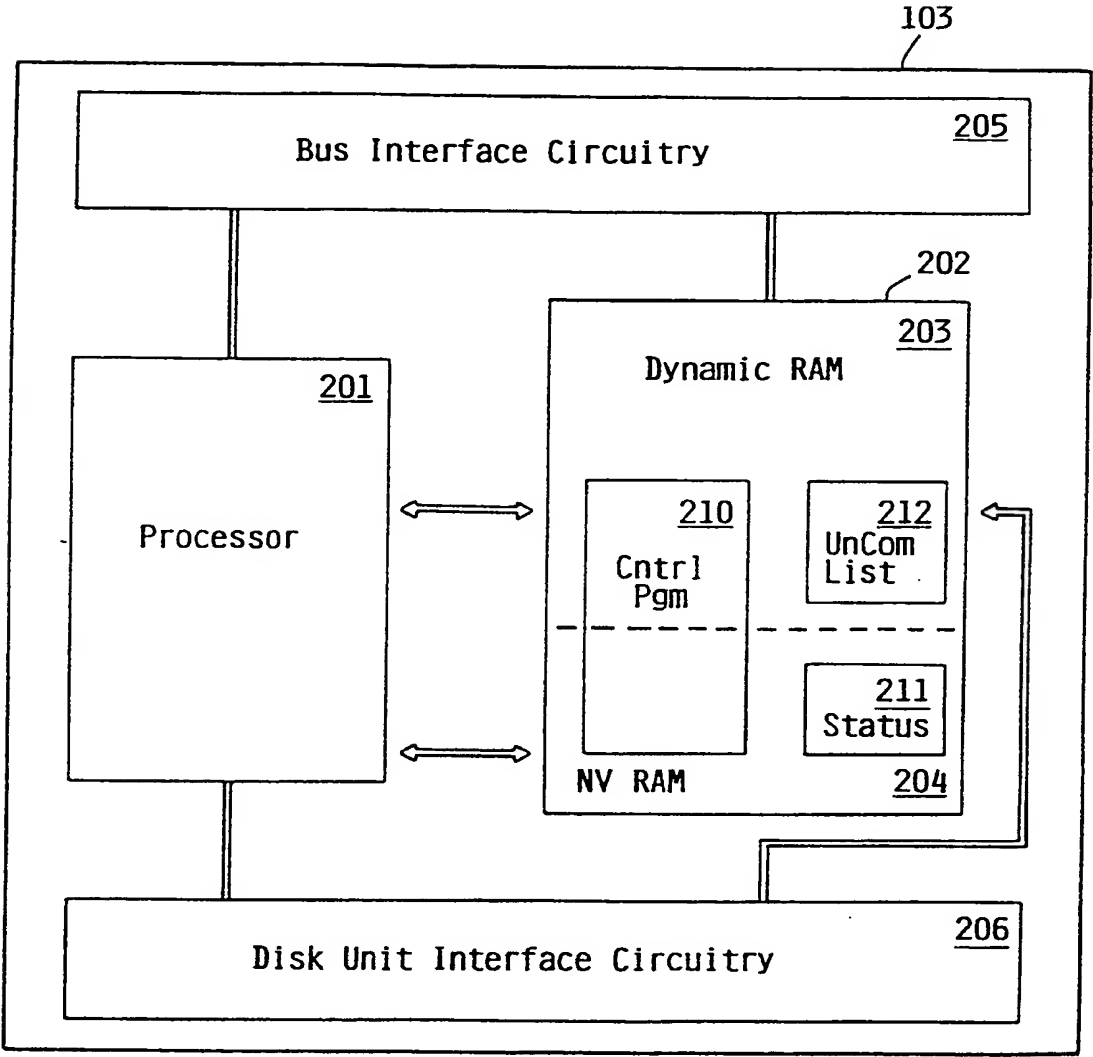 103
205
Bus Interface Circuitry
202
203
Dynamic RAM
201
Processor
210
Cntrl
Pgm
212
UnCom
List
211
Status
NV RAM
204
206
Disk Unit Interface Circuitry